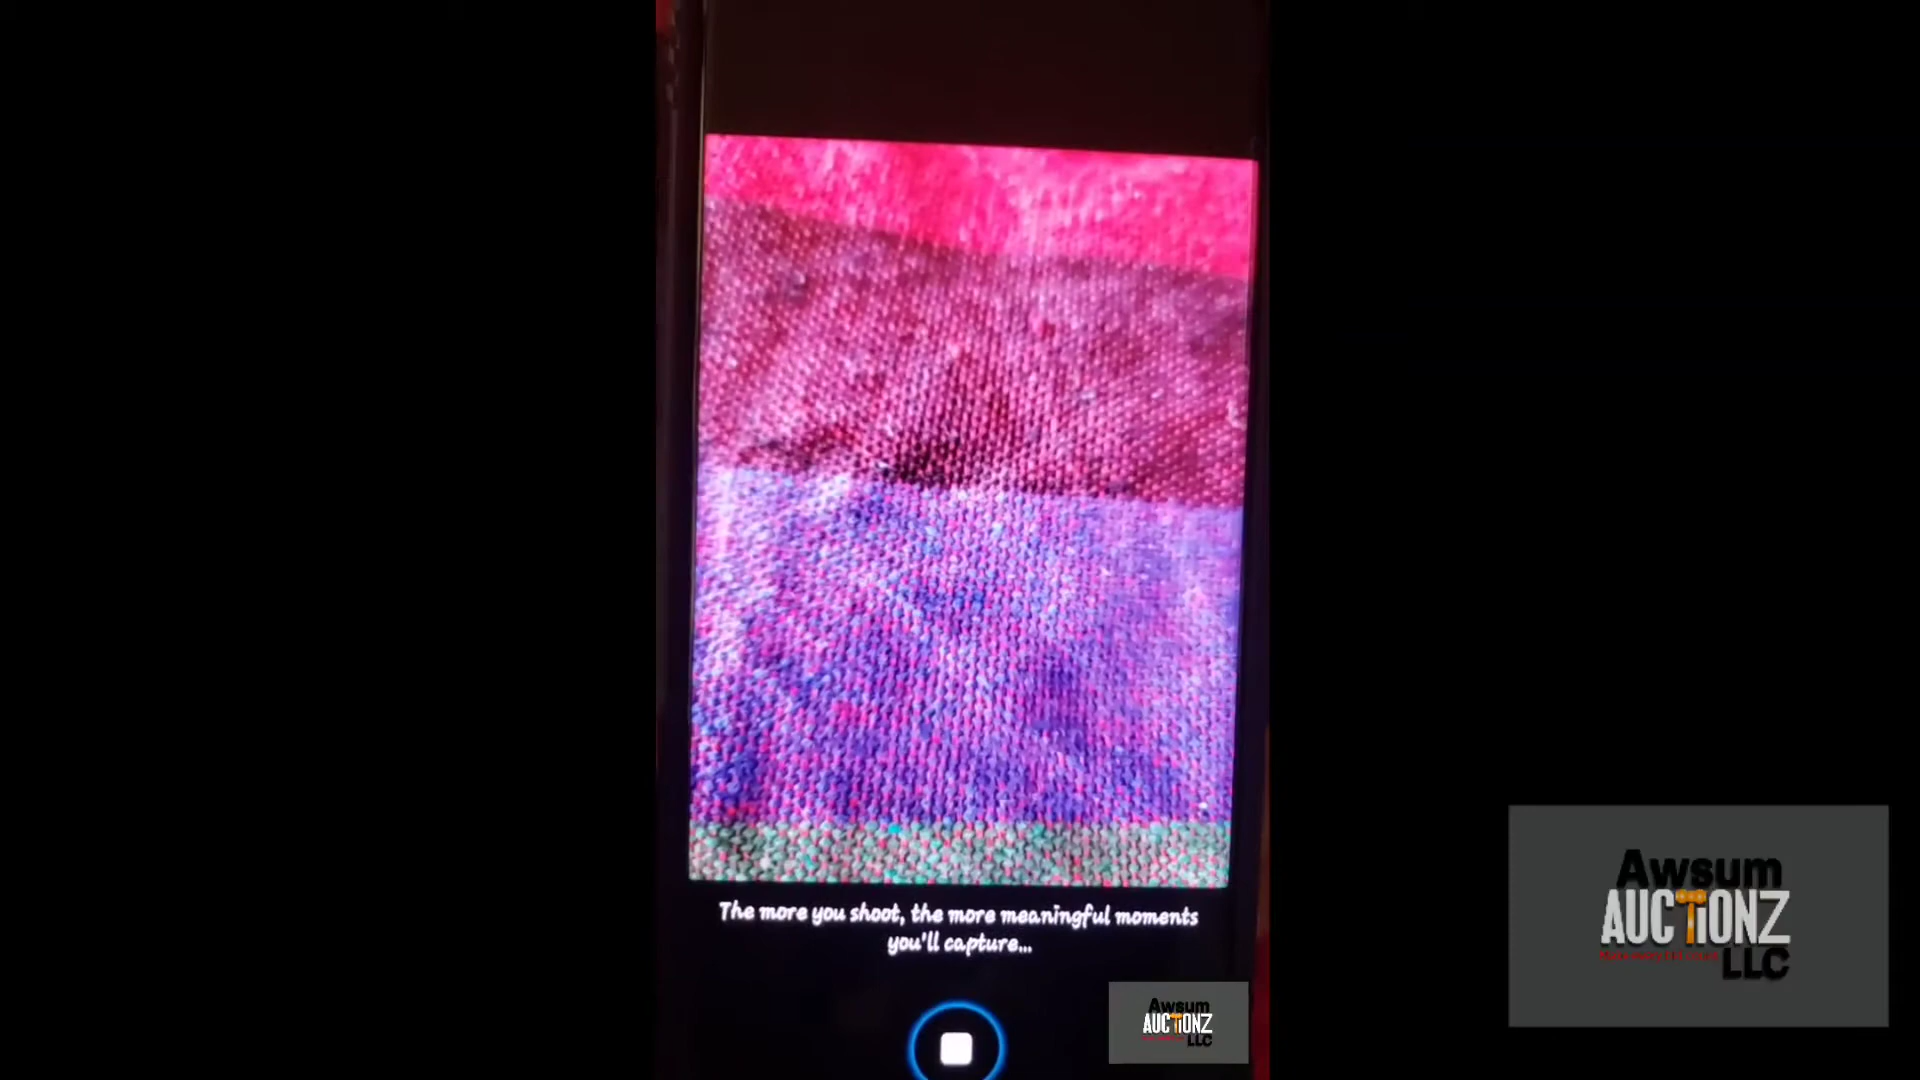 The more you shoot, the more meaningful moments
you'll capture...
Awsum
AUCTIONZ
LLC
Awsum
AUCTIONZ
LLC